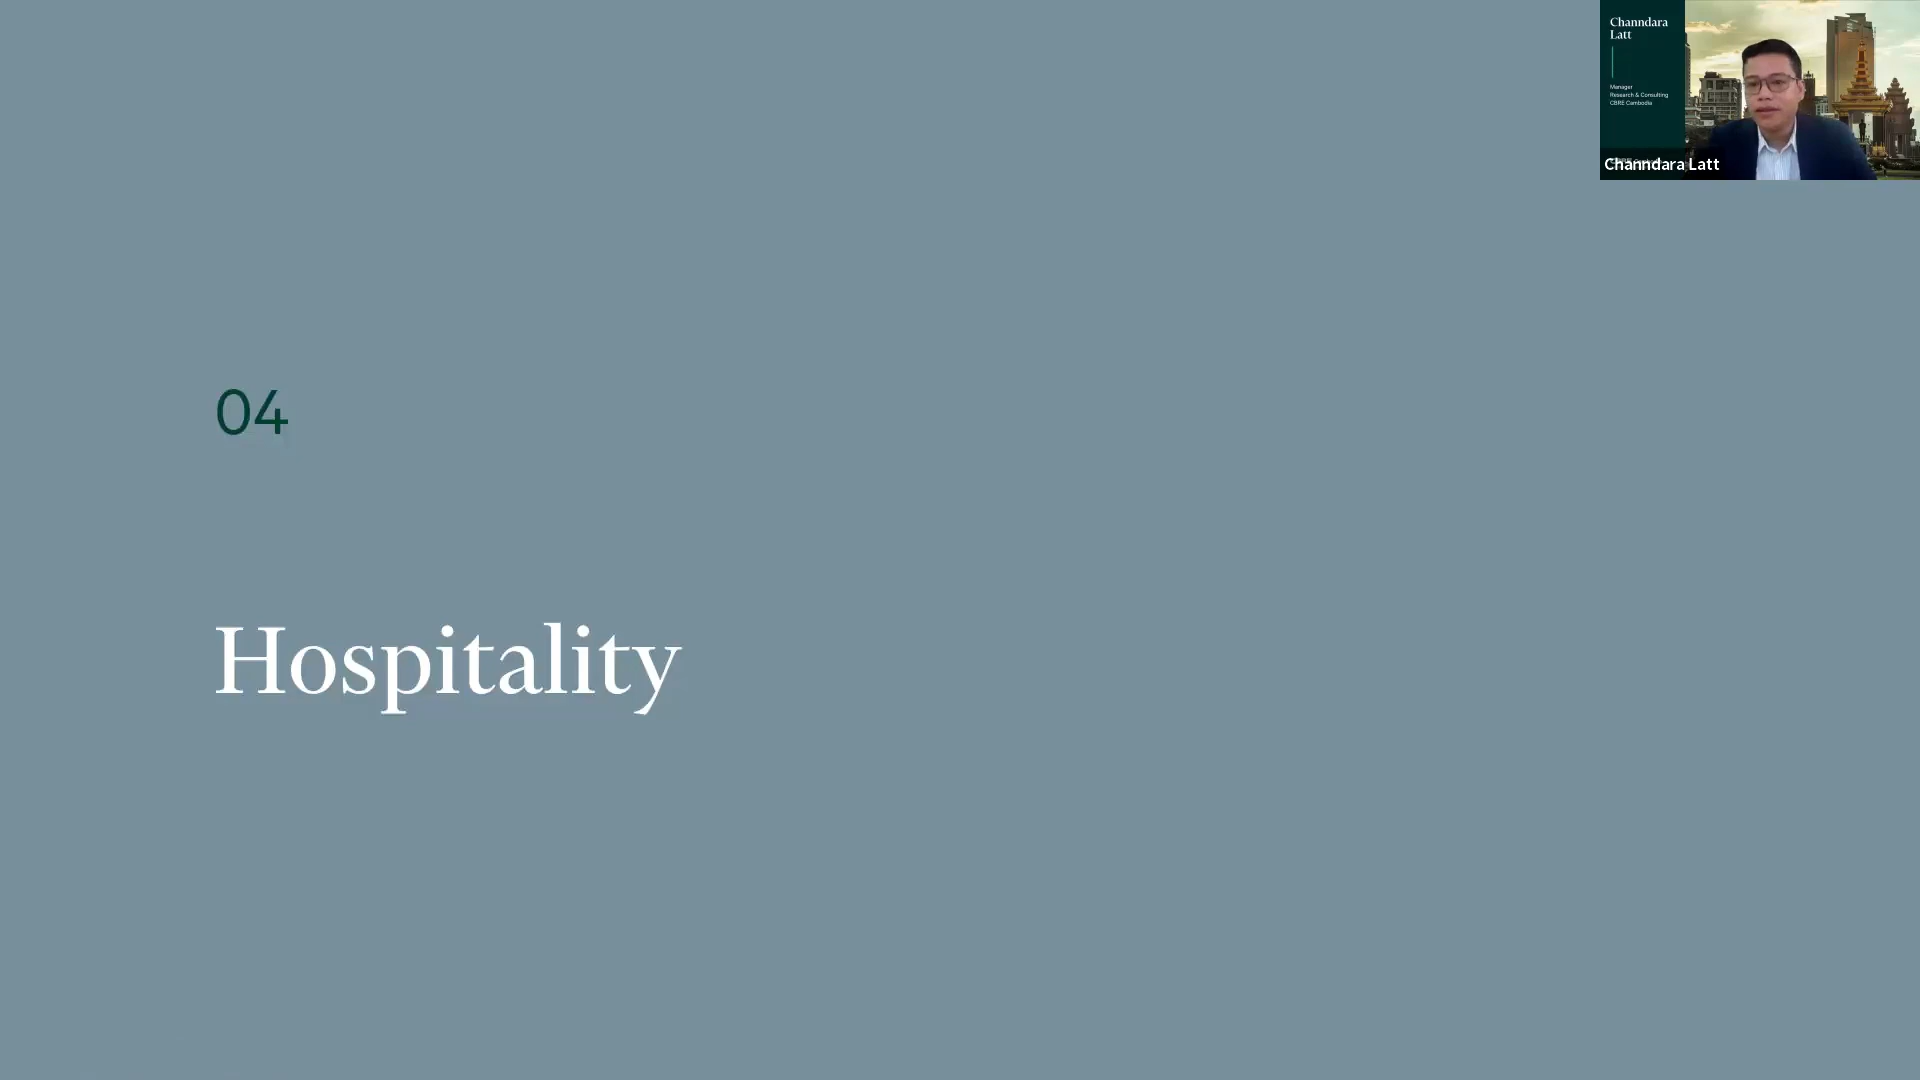 04
Hospitality
Channdara
Latt
Manager
Research & Consulting
CBRE Cambodia
Channdara Latt